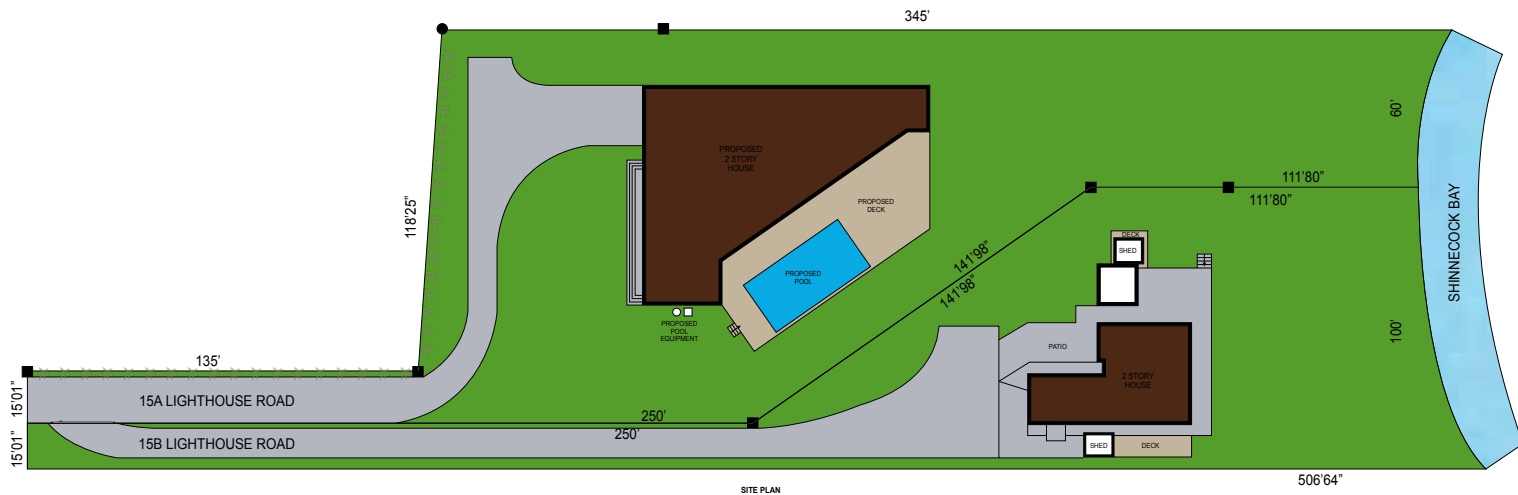 345'
60'
PROPOSED
2 STORY
HOUSE
PROPOSED
DECK
111'80"
111'80"
118'25"
DECK
SHED
141'98"
141'98"
PROPOSED
POOL
SHINNECOCK BAY
PROPOSED
POOL
EQUIPMENT
100'
PATIO
135'
2 STORY
HOUSE
15'01"
15A LIGHTHOUSE ROAD
250'
250'
15'01"
15B LIGHTHOUSE ROAD
SHED
DECK
506'64"
SITE PLAN